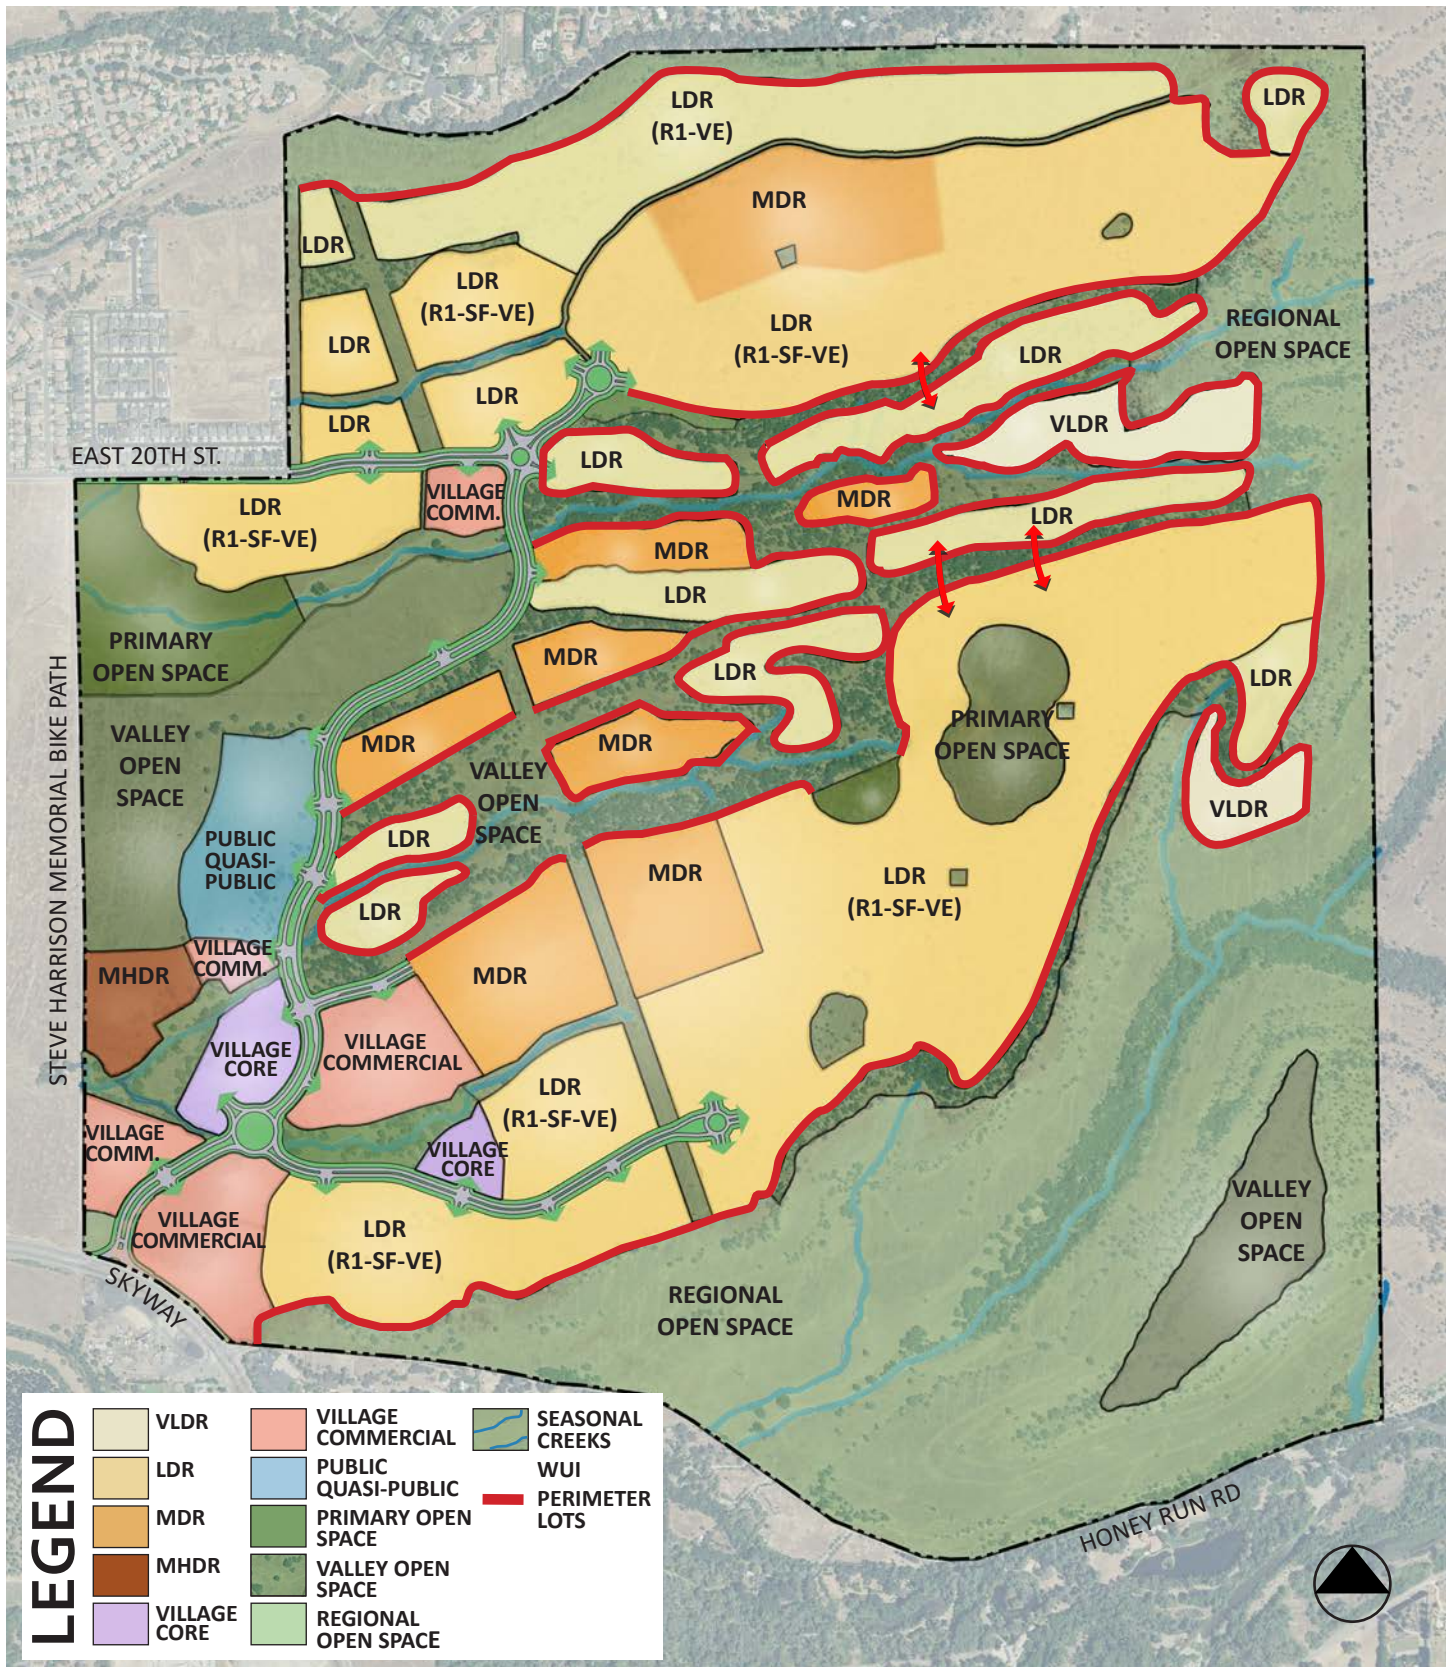 LDR
(R1-VE)
LDR
MDR
LDR
LDR
(R1-SF-VE)
LDR
(R1-SF-VE)
REGIONAL
OPEN SPACE
LDR
LDR
LDR
LDR
VLDR
EAST 20TH ST.
LDR
VILLAGE
COMM.
MDR
LDR
(R1-SF-VE)
LDR
MDR
LDR
PRIMARY
OPEN SPACE
MDR
LDR
LDR
STEVE HARRISON MEMORIAL BIKE PATH
VALLEY
OPEN
SPACE
MDR
MDR
PRIMARY
OPEN SPACE
VALLEY
OPEN
SPACE
VLDR
PUBLIC
QUASI-
PUBLIC
LDR
MDR
LDR
(R1-SF-VE)
LDR
VILLAGE
COMM.
MHDR
MDR
VILLAGE
CORE
VILLAGE
COMMERCIAL
LDR
(R1-SF-VE)
VILLAGE
COMM.
VILLAGE
CORE
VALLEY
OPEN
SPACE
VILLAGE
COMMERCIAL
LDR
(R1-SF-VE)
SKYWAY
REGIONAL
OPEN SPACE
HONEY RUN RD
LEGEND
VLDR
LDR
MDR
MHDR
VILLAGE
CORE
VILLAGE
COMMERCIAL
PUBLIC
QUASI-PUBLIC
PRIMARY OPEN
SPACE
VALLEY OPEN
SPACE
REGIONAL
OPEN SPACE
SEASONAL
CREEKS
WUI
PERIMETER
LOTS